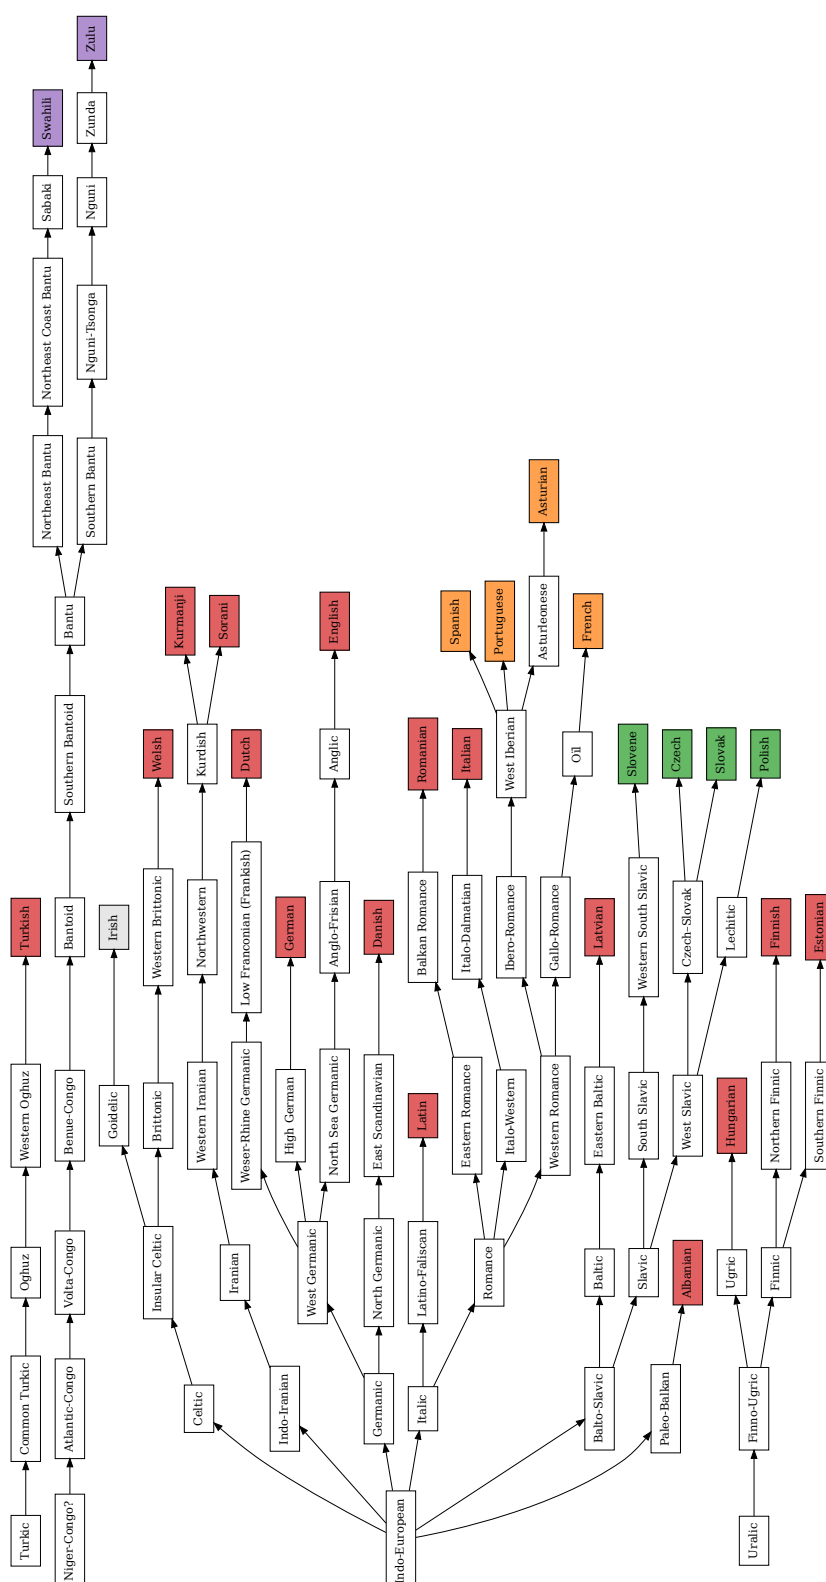 Turkic
Common Turkic
Oghuz
Western Oghuz
Turkish
Niger-Congo?
Atlantic-Congo
Volta-Congo
Benue-Congo
Bantoid
Southern Bantoid
Bantu
Northeast Bantu
Northeast Coast Bantu
Sabaki
Swahili
Southern Bantu
Nguni-Tsonga
Nguni
Zunda
Zulu
Indo-European
Celtic
Insular Celtic
Goidelic
Irish
Brittonic
Western Brittonic
Welsh
Indo-Iranian
Iranian
Western Iranian
Northwestern
Kurdish
Kurmanji
Sorani
Germanic
West Germanic
Weser-Rhine Germanic
Low Franconian (Frankish)
Dutch
High German
German
North Sea Germanic
Anglo-Frisian
Anglic
English
North Germanic
East Scandinavian
Danish
Italic
Latino-Faliscan
Latin
Romance
Eastern Romance
Balkan Romance
Romanian
Italo-Western
Italo-Dalmatian
Italian
Western Romance
Ibero-Romance
West Iberian
Spanish
Portuguese
Asturleonese
Asturian
Gallo-Romance
Oïl
French
Balto-Slavic
Baltic
Eastern Baltic
Latvian
Slavic
South Slavic
Western South Slavic
Slovene
West Slavic
Czech–Slovak
Czech
Slovak
Lechitic
Polish
Paleo-Balkan
Albanian
Uralic
Finno-Ugric
Ugric
Hungarian
Finnic
Northern Finnic
Finnish
Southern Finnic
Estonian